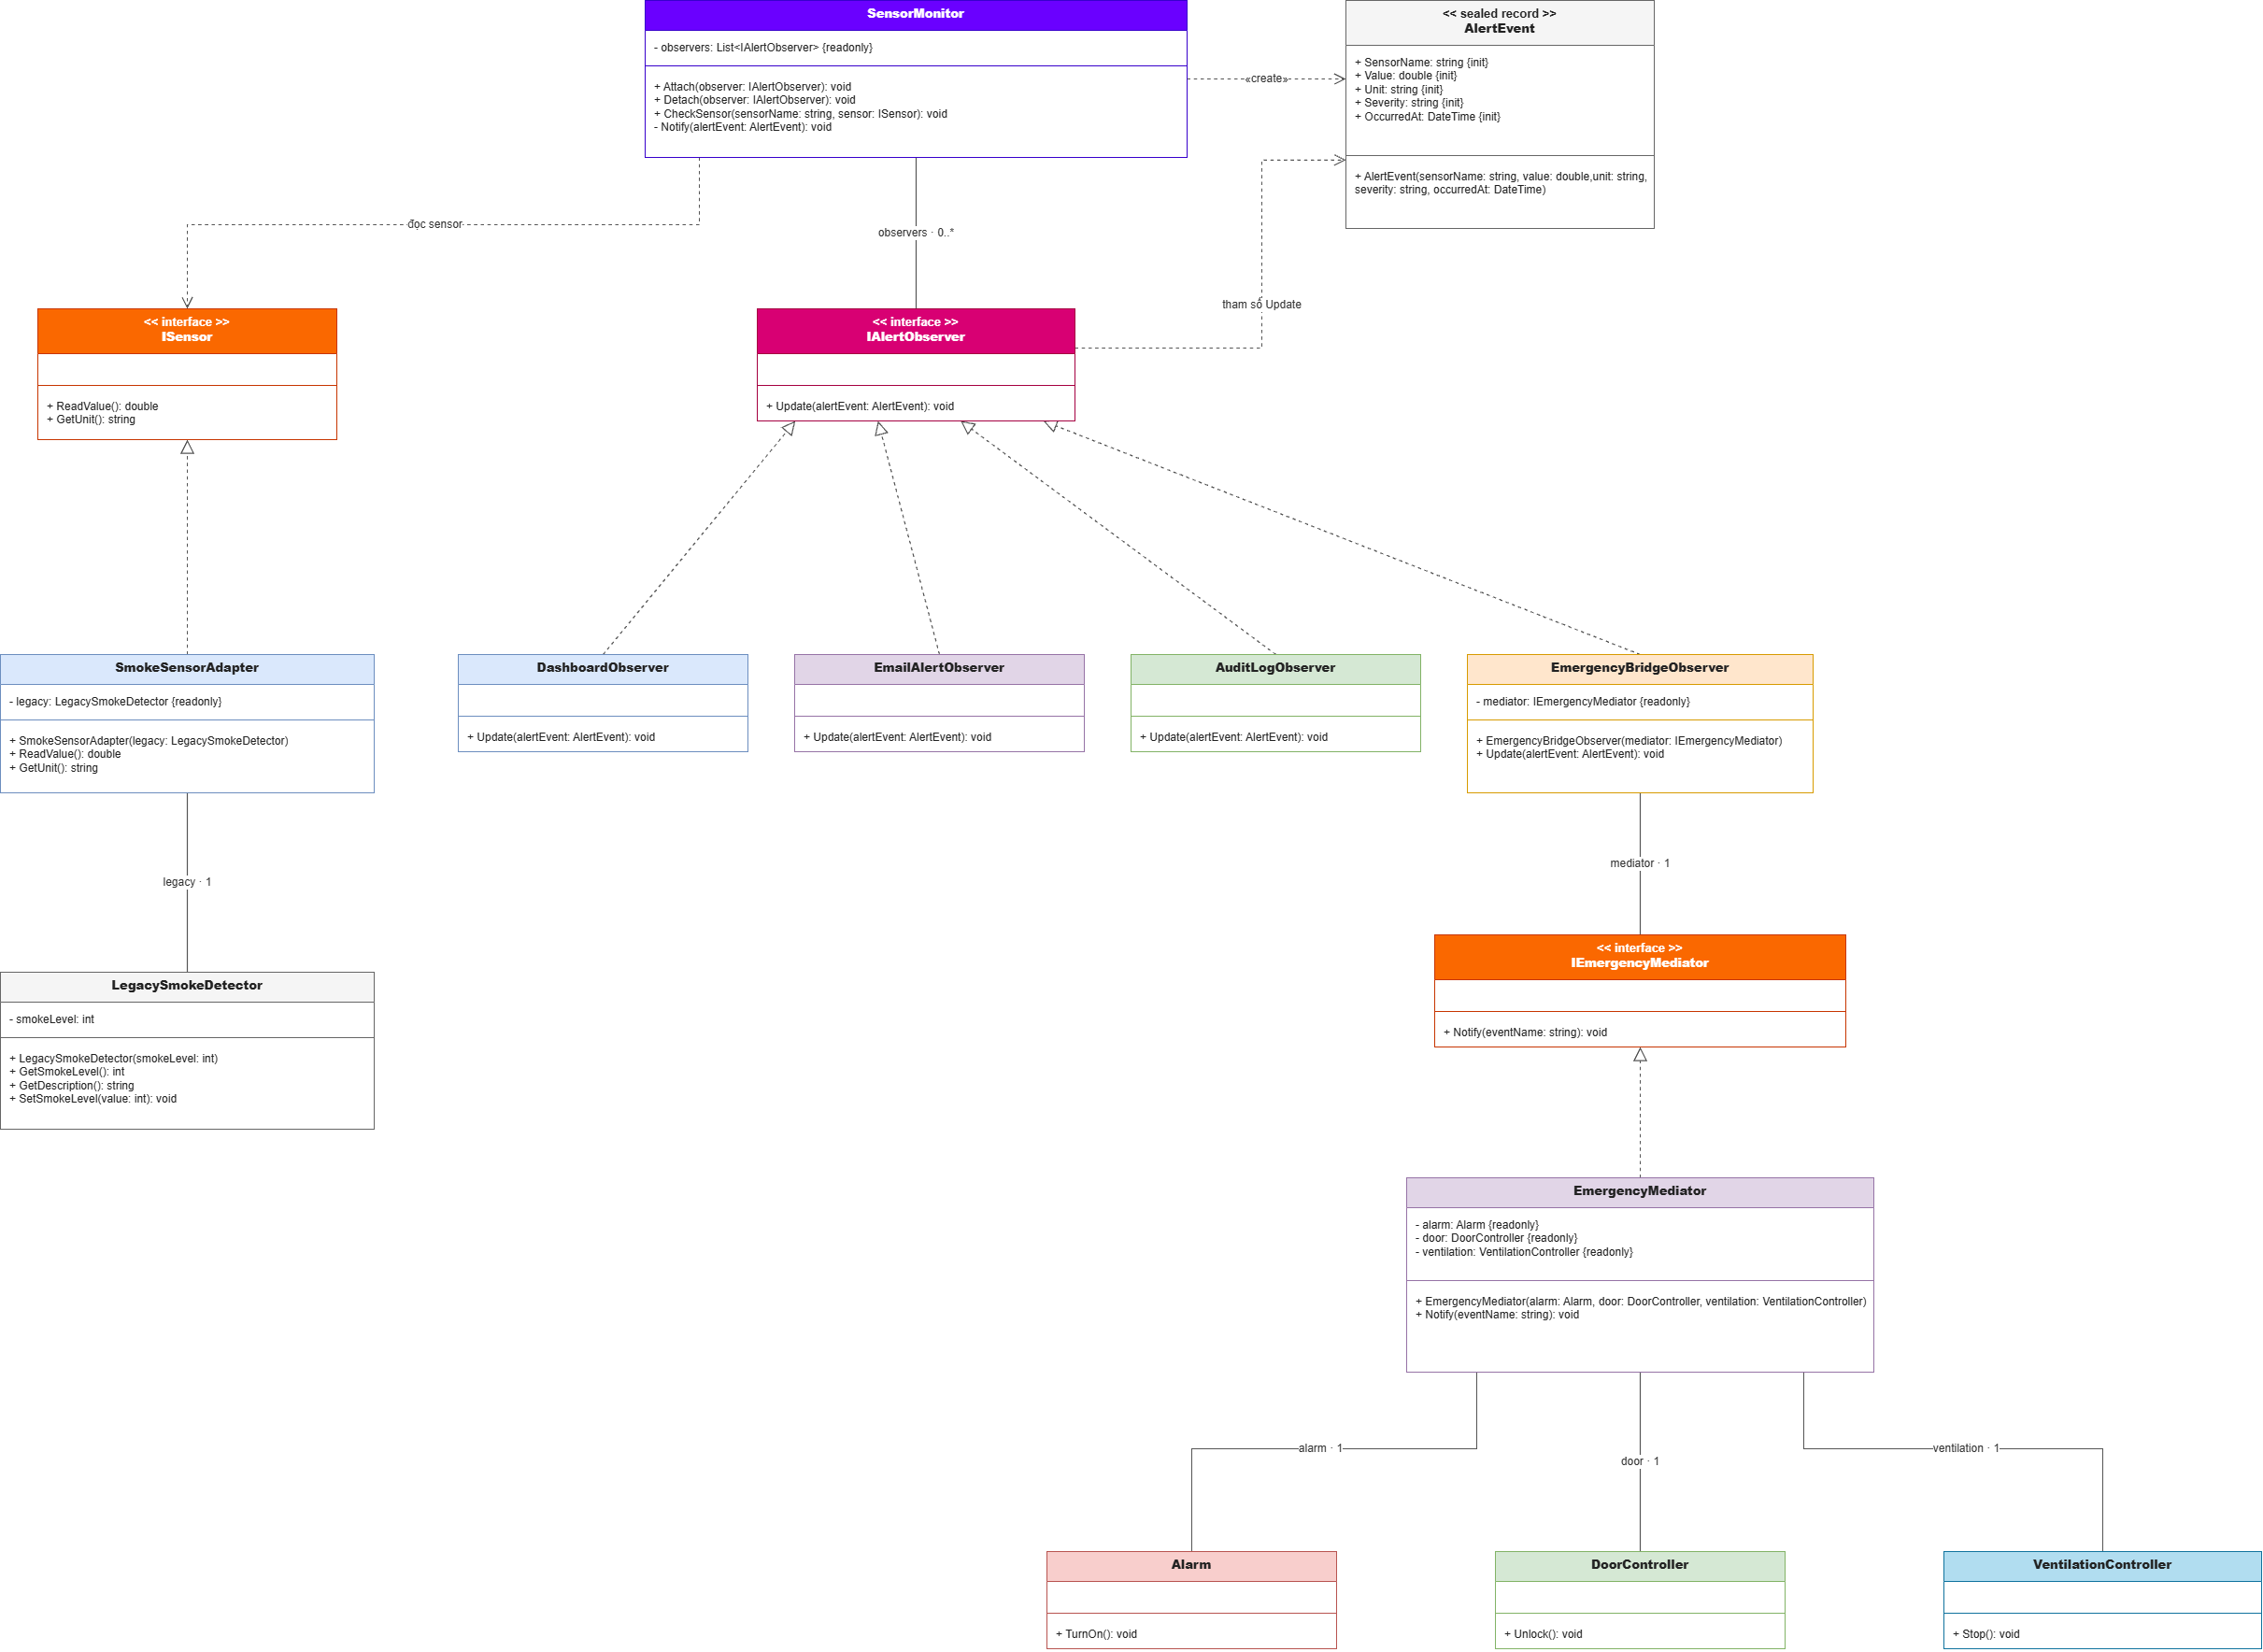 SensorMonitor
- observers: List<IAlertObserver> {readonly}
+ Attach(observer: IAlertObserver): void
+ Detach(observer: IAlertObserver): void
+ CheckSensor(sensorName: string, sensor: ISensor): void
- Notify(alertEvent: AlertEvent): void
«create»
<< sealed record >>
AlertEvent
+ SensorName: string {init}
+ Value: double {init}
+ Unit: string {init}
+ Severity: string {init}
+ OccurredAt: DateTime {init}
+ AlertEvent(sensorName: string, value: double,unit: string,
severity: string, occurredAt: DateTime)
đọc sensor
observers · 0..*
tham số Update
<< interface >>
ISensor
+ ReadValue(): double
+ GetUnit(): string
<< interface >>
IAlertObserver
+ Update(alertEvent: AlertEvent): void
SmokeSensorAdapter
- legacy: LegacySmokeDetector {readonly}
+ SmokeSensorAdapter(legacy: LegacySmokeDetector)
+ ReadValue(): double
+ GetUnit(): string
DashboardObserver
+ Update(alertEvent: AlertEvent): void
EmailAlertObserver
+ Update(alertEvent: AlertEvent): void
AuditLogObserver
+ Update(alertEvent: AlertEvent): void
EmergencyBridgeObserver
- mediator: IEmergencyMediator {readonly}
+ EmergencyBridgeObserver(mediator: IEmergencyMediator)
+ Update(alertEvent: AlertEvent): void
legacy · 1
mediator · 1
LegacySmokeDetector
- smokeLevel: int
+ LegacySmokeDetector(smokeLevel: int)
+ GetSmokeLevel(): int
+ GetDescription(): string
+ SetSmokeLevel(value: int): void
<< interface >>
IEmergencyMediator
+ Notify(eventName: string): void
EmergencyMediator
- alarm: Alarm {readonly}
- door: DoorController {readonly}
- ventilation: VentilationController {readonly}
+ EmergencyMediator(alarm: Alarm, door: DoorController, ventilation: VentilationController)
+ Notify(eventName: string): void
alarm · 1
door · 1
ventilation · 1
Alarm
+ TurnOn(): void
DoorController
+ Unlock(): void
VentilationController
+ Stop(): void